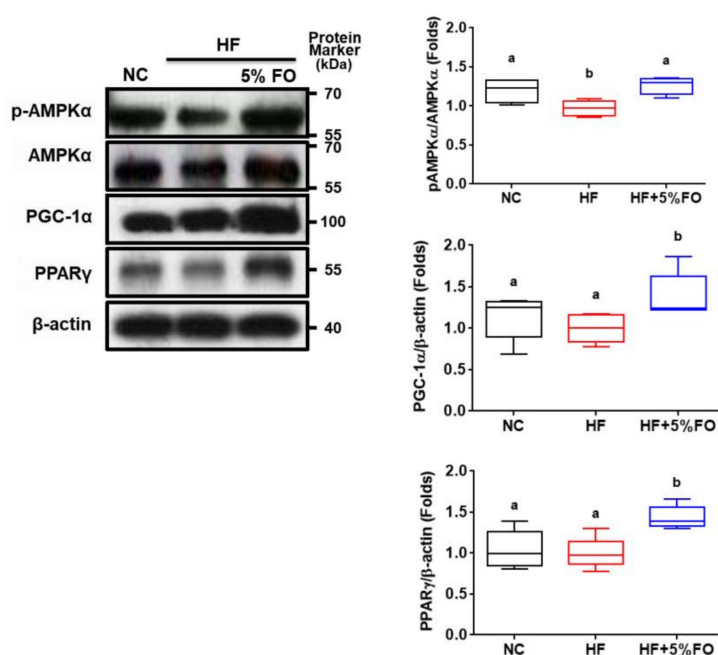 HF
Protein
Marker
(kDa)
NC
5% FO
p-AMPKα
70
55
AMPKα
70
55
PGC-1α
100
PPARγ
55
β-actin
40
pAMPKα/AMPKα (Folds)
2.0
1.5
1.0
0.5
0.0
a
b
a
NC HF HF+5%FO
PGC-1α/β-actin (Folds)
2.0
1.5
1.0
0.5
0.0
a
a
b
NC HF HF+5%FO
PPARγ/β-actin (Folds)
2.0
1.5
1.0
0.5
0.0
a
a
b
NC HF HF+5%FO